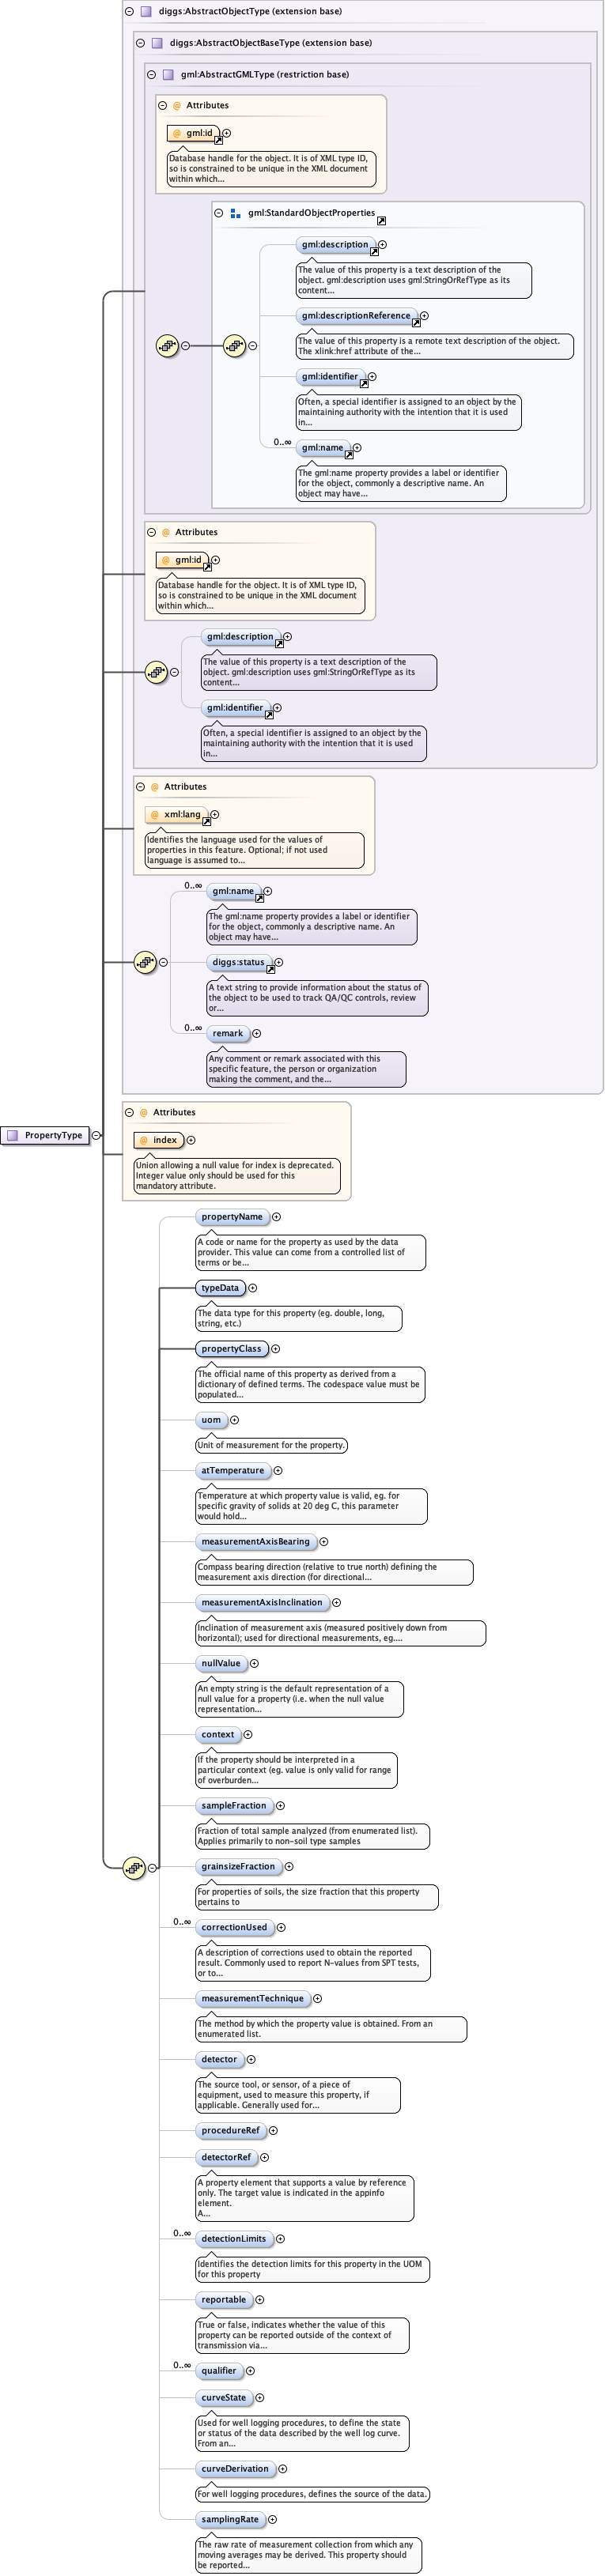 diggs:AbstractObjectType (extension base)
diggs:AbstractObjectBaseType (extension base)
gml:AbstractGMLType (restriction base)
@ Attributes
@ gml:id
Database handle for the object. It is of XML type ID,
so is constrained to be unique in the XML document
within which...
gml:StandardObjectProperties
gml:description
The value of this property is a text description of the
object. gml:description uses gml:StringOrRefType as its
content...
gml:descriptionReference
The value of this property is a remote text description of the object.
The xlink:href attribute of the...
gml:identifier
Often, a special identifier is assigned to an object by the
maintaining authority with the intention that it is used
in...
0..∞
gml:name
The gml:name property provides a label or identifier
for the object, commonly a descriptive name. An
object may have...
@ Attributes
@ gml:id
Database handle for the object. It is of XML type ID,
so is constrained to be unique in the XML document
within which...
gml:description
The value of this property is a text description of the
object. gml:description uses gml:StringOrRefType as its
content...
gml:identifier
Often, a special identifier is assigned to an object by the
maintaining authority with the intention that it is used
in...
@ Attributes
@ xml:lang
Identifies the language used for the values of
properties in this feature. Optional; if not used
language is assumed to...
0..∞
gml:name
The gml:name property provides a label or identifier
for the object, commonly a descriptive name. An
object may have...
diggs:status
A text string to provide information about the status of
the object to be used to track QA/QC controls, review
or...
0..∞
remark
Any comment or remark associated with this
specific feature, the person or organization
making the comment, and the...
PropertyType
@ Attributes
@ index
Union allowing a null value for index is deprecated.
Integer value only should be used for this
mandatory attribute.
propertyName
A code or name for the property as used by the data
provider. This value can come from a controlled list of
terms or be...
typeData
The data type for this property (eg. double, long,
string, etc.)
propertyClass
The official name of this property as derived from a
dictionary of defined terms. The codespace value must be
populated...
uom
Unit of measurement for the property.
atTemperature
Temperature at which property value is valid, eg. for
specific gravity of solids at 20 deg C, this parameter
would hold...
measurementAxisBearing
Compass bearing direction (relative to true north) defining the
measurement axis direction (for directional...
measurementAxisInclination
Inclination of measurement axis (measured positively down from
horizontal); used for directional measurements, eg....
nullValue
An empty string is the default representation of a
null value for a property (i.e. when the null value
representation...
context
If the property should be interpreted in a
particular context (eg. value is only valid for range
of overburden...
sampleFraction
Fraction of total sample analyzed (from enumerated list).
Applies primarily to non-soil type samples
grainsizeFraction
For properties of soils, the size fraction that this property
pertains to
0..∞
correctionUsed
A description of corrections used to obtain the reported
result. Commonly used to report N-values from SPT tests,
or to...
measurementTechnique
The method by which the property value is obtained. From an
enumerated list.
detector
The source tool, or sensor, of a piece of
equipment, used to measure this property, if
applicable. Generally used for...
procedureRef
detectorRef
A property element that supports a value by reference
only. The target value is indicated in the appinfo
element.
A...
0..∞
detectionLimits
Identifies the detection limits for this property in the UOM
for this property
reportable
True or false, indicates whether the value of this
property can be reported outside of the context of
transmission via...
0..∞
qualifier
curveState
Used for well logging procedures, to define the state
or status of the data described by the well log curve.
From an...
curveDerivation
For well logging procedures, defines the source of the data.
samplingRate
The raw rate of measurement collection from which any
moving averages may be derived. This property should
be reported...